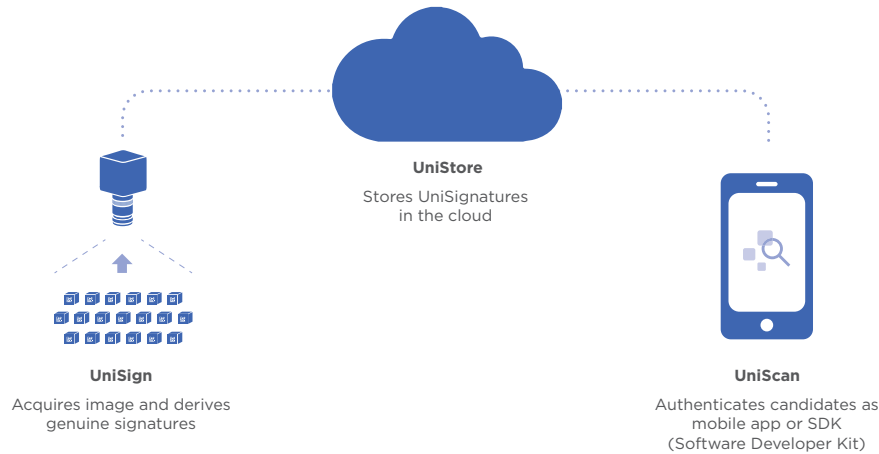 UniStore
Stores UniSignatures
in the cloud
UniSign
Acquires image and derives
genuine signatures
UniScan
Authenticates candidates as
mobile app or SDK
(Software Developer Kit)